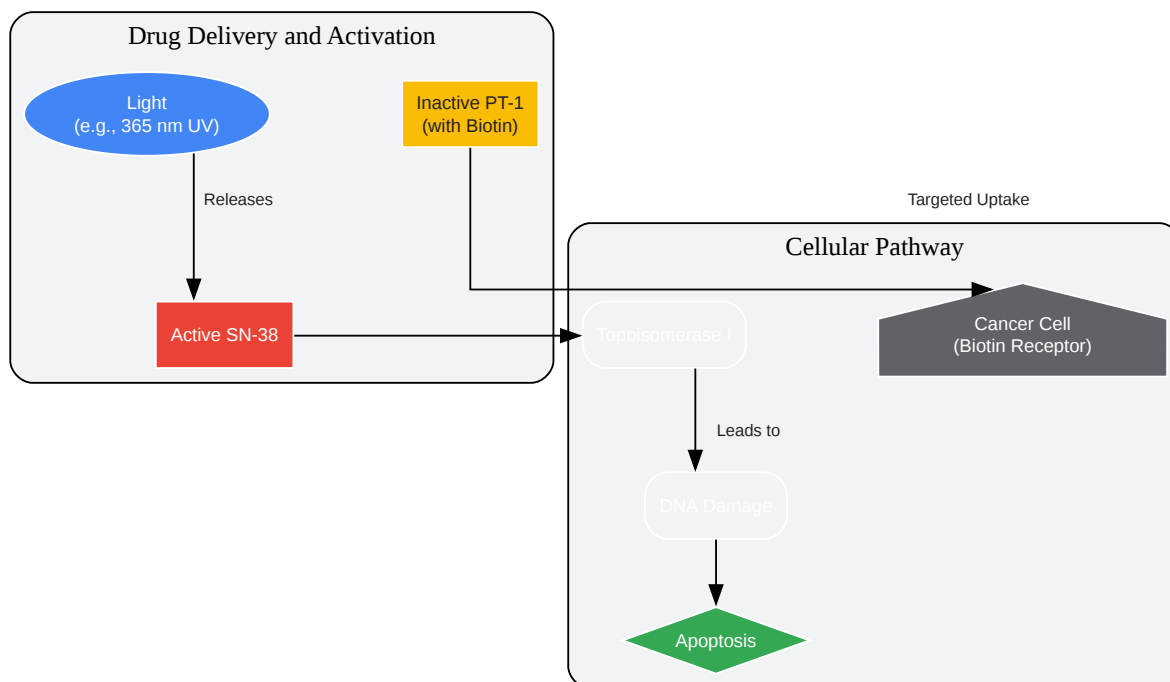 Drug Delivery and Activation
Light
(e.g., 365 nm UV)
Inactive PT-1
(with Biotin)
Releases
Targeted Uptake
Cellular Pathway
Active SN-38
Topoisomerase I
Cancer Cell
(Biotin Receptor)
Leads to
DNA Damage
Apoptosis